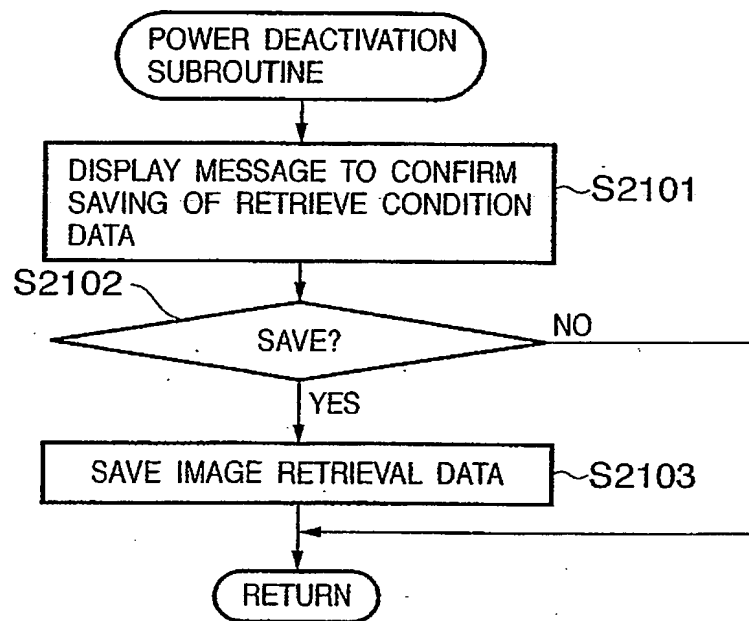 POWER DEACTIVATION
SUBROUTINE
DISPLAY MESSAGE TO CONFIRM
SAVING OF RETRIEVE CONDITION
DATA
S2101
S2102
SAVE?
NO
YES
SAVE IMAGE RETRIEVAL DATA
S2103
RETURN